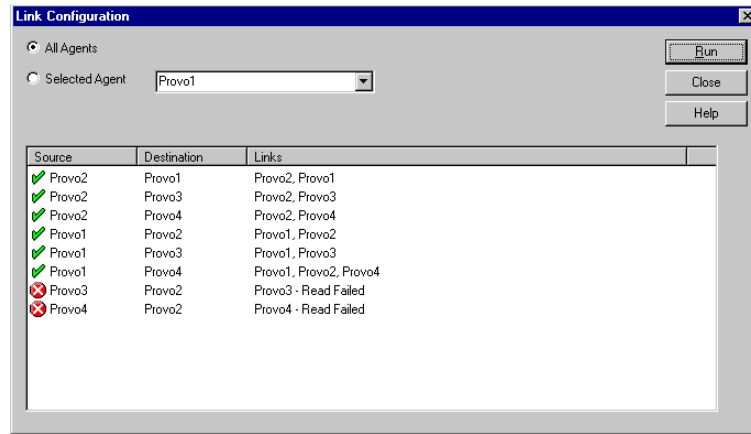 Link Configuration
All Agents
Run
Selected Agent Provo1
Close
Help
Source Destination Links
Provo2 Provo1 Provo2, Provo1
Provo2 Provo3 Provo2, Provo3
Provo2 Provo4 Provo2, Provo4
Provo1 Provo2 Provo1, Provo2
Provo1 Provo3 Provo1, Provo3
Provo1 Provo4 Provo1, Provo2, Provo4
Provo3 Provo2 Provo3 - Read Failed
Provo4 Provo2 Provo4 - Read Failed